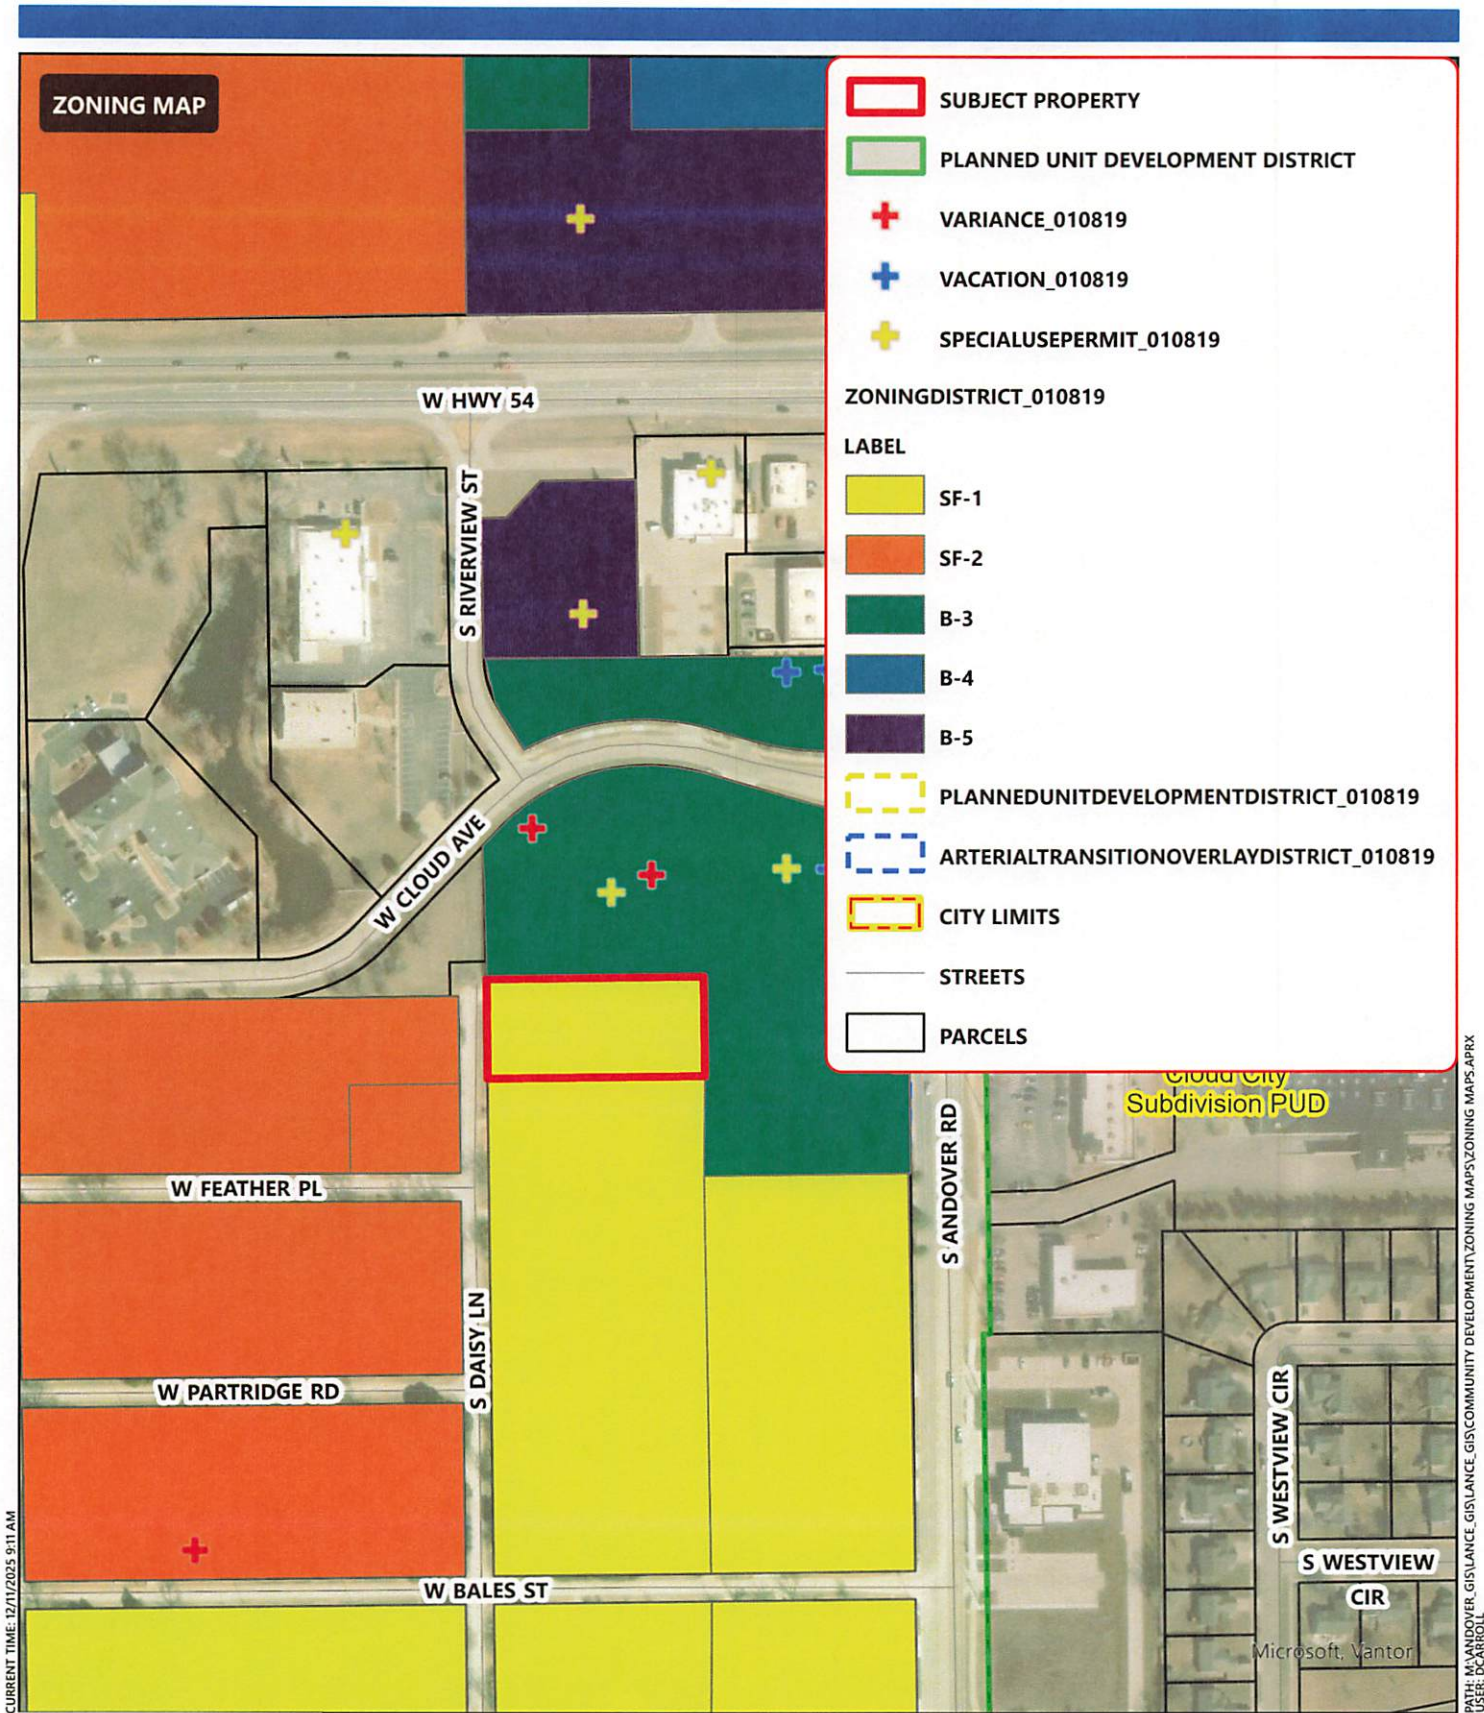 ZONING MAP
SUBJECT PROPERTY
PLANNED UNIT DEVELOPMENT DISTRICT
VARIANCE_010819
VACATION_010819
SPECIALUSEPERMIT_010819
ZONINGDISTRICT_010819
LABEL
SF-1
SF-2
B-3
B-4
B-5
PLANNEDUNITDEVELOPMENTDISTRICT_010819
ARTERIALTRANSITIONOVERLAYDISTRICT_010819
CITY LIMITS
STREETS
PARCELS
W HWY 54
S RIVERVIEW ST
W CLOUD AVE
Cloud City
Subdivision PUD
S ANDOVER RD
W FEATHER PL
S DAISY LN
W PARTRIDGE RD
S WESTVIEW CIR
S WESTVIEW
CIR
W BALES ST
Microsoft, Vantor
CURRENT TIME: 12/11/2025 9:11 AM
PATH: M:\ANDOVER_GIS\LANCE_GIS\LANCE_GIS\COMMUNITY DEVELOPMENT\ZONING MAPS\ZONING MAPS.APRX
USER: DCARROLL